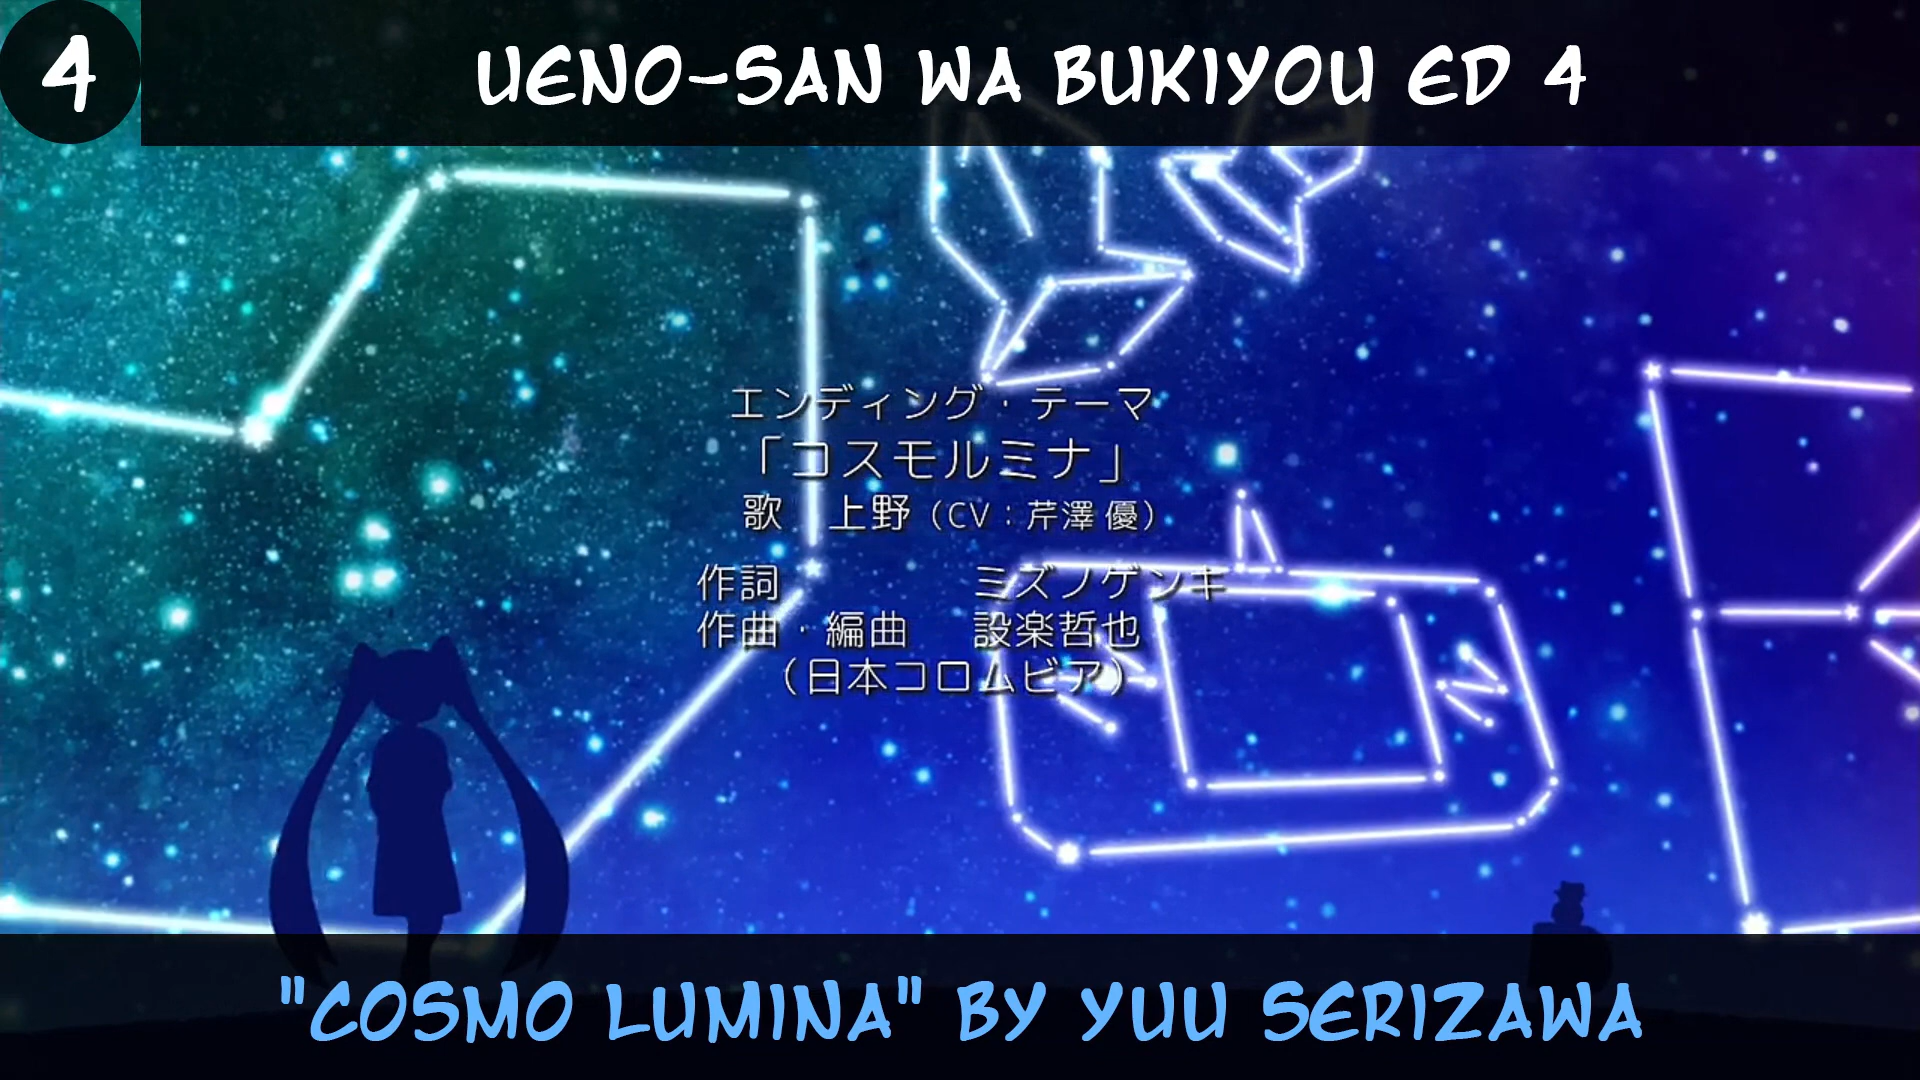 4
UENO-SAN WA BUKIYOU ED 4
エンディング・テーマ
「コスモルミナ」
歌 上野（CV：芹澤 優）
作詞 ミズノゲンキ
作曲・編曲 設楽哲也
（日本コロムビア）
"COSMO LUMINA" BY YUU SERIZAWA